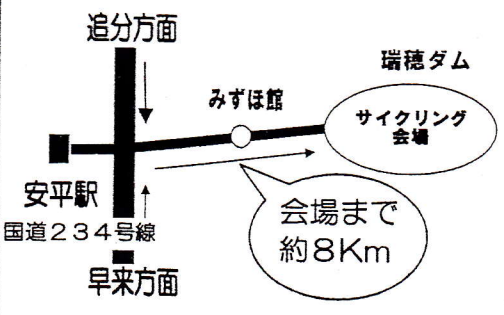 追分方面
瑞穂ダム
みずほ館
サイクリング
会場
安平駅
国道234号線
会場まで
約8Km
早来方面